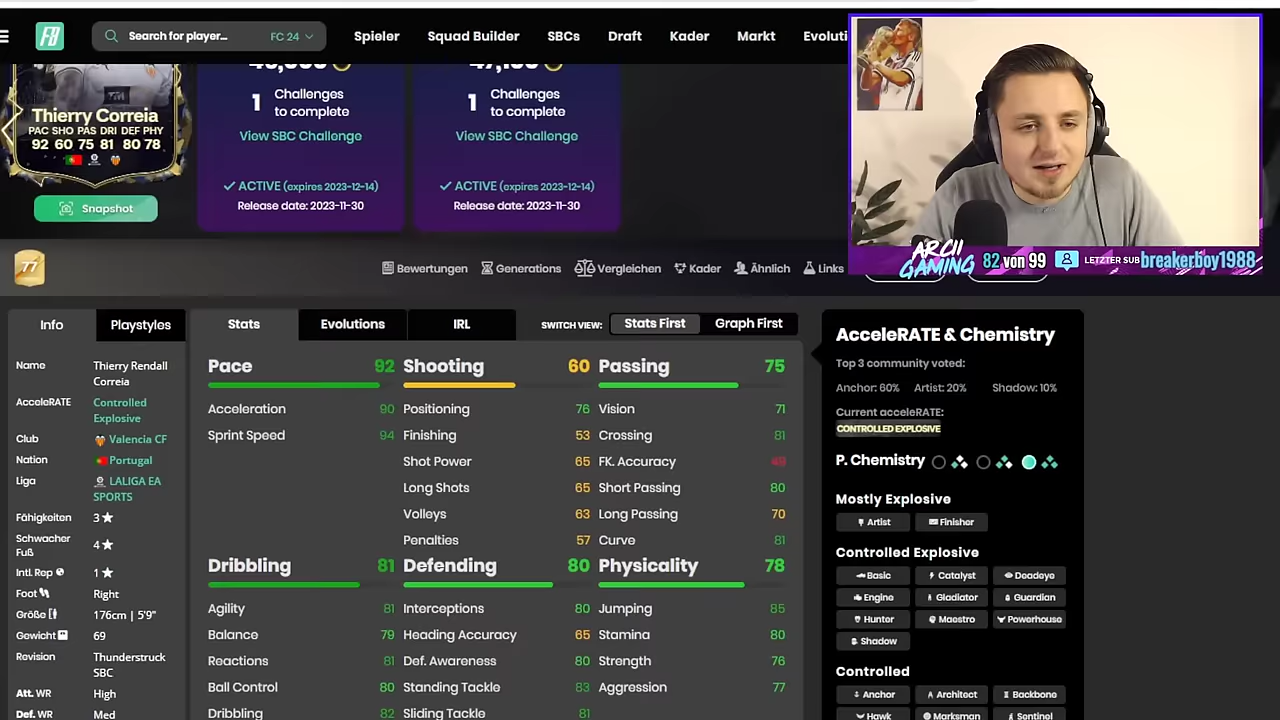 FB
Search for player...
FC 24
Spieler
Squad Builder
SBCs
Draft
Kader
Markt
Thierry Correia
PAC SHO PAS DRI DEF PHY
92 60 75 81 80 78
Snapshot
1 Challenges to complete
View SBC Challenge
ACTIVE (expires 2023-12-14)
Release date: 2023-11-30
1 Challenges to complete
View SBC Challenge
ACTIVE (expires 2023-12-14)
Release date: 2023-11-30
ARCII
GAMING
82 von 99
LETZTER SUB
breakerboy1988
77
Bewertungen
Generations
Vergleichen
Kader
Ähnlich
Links
Info
Playstyles
Name Thierry Rendall Correia
AcceleRATE Controlled Explosive
Club Valencia CF
Nation Portugal
Liga LALIGA EA SPORTS
Fähigkeiten 3
Schwacher Fuß 4
Intl. Rep 1
Foot Right
Größe 176cm | 5'9"
Gewicht 69
Revision Thunderstruck SBC
Att. WR High
Def. WR Med
Stats
Evolutions
IRL
SWITCH VIEW:
Stats First
Graph First
Pace 92
Acceleration 90
Sprint Speed 94
Shooting 60
Positioning 76
Finishing 53
Shot Power 65
Long Shots 65
Volleys 63
Penalties 57
Passing 75
Vision 71
Crossing 81
FK. Accuracy 49
Short Passing 80
Long Passing 70
Curve 81
Dribbling 81
Agility 81
Balance 79
Reactions 81
Ball Control 80
Dribbling 82
Defending 80
Interceptions 80
Heading Accuracy 65
Def. Awareness 80
Standing Tackle 83
Sliding Tackle 81
Physicality 78
Jumping 85
Stamina 80
Strength 76
Aggression 77
AcceleRATE & Chemistry
Top 3 community voted:
Anchor: 60% Artist: 20% Shadow: 10%
Current acceleRATE:
CONTROLLED EXPLOSIVE
P. Chemistry
Mostly Explosive
Artist
Finisher
Controlled Explosive
Basic
Catalyst
Deadeye
Engine
Gladiator
Guardian
Hunter
Maestro
Powerhouse
Shadow
Controlled
Anchor
Architect
Backbone
Hawk
Marksman
Sentinel